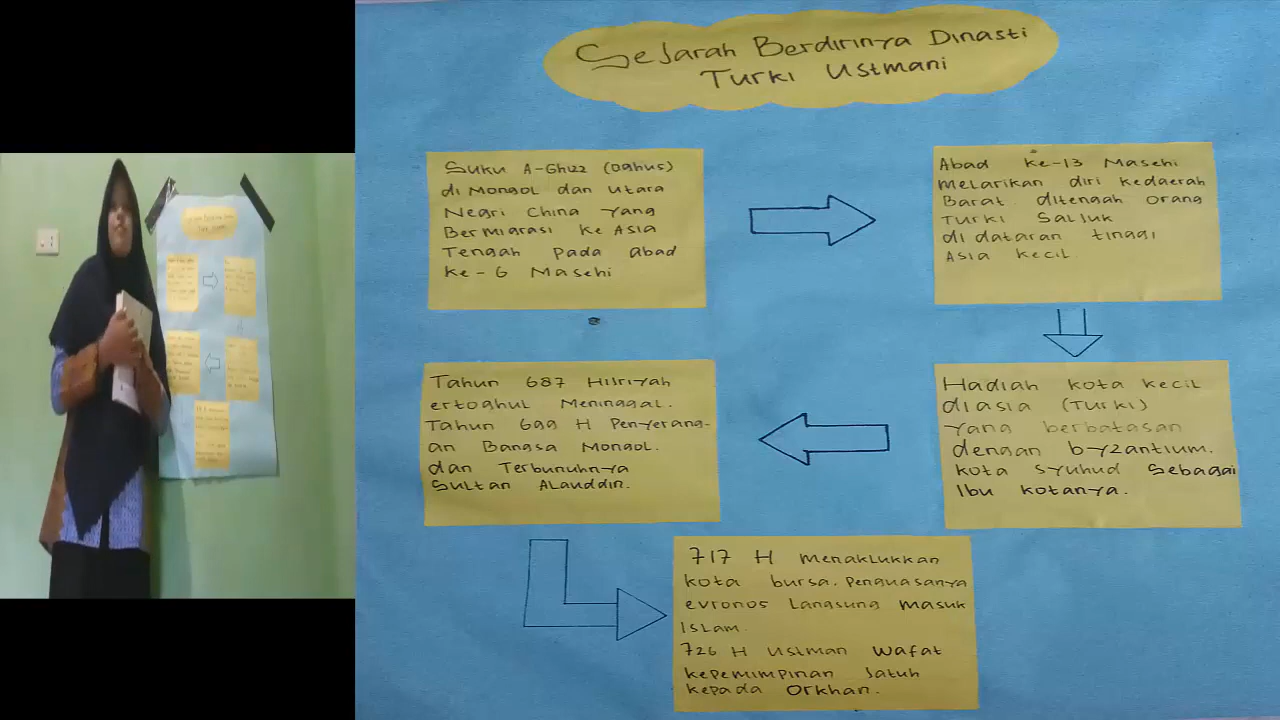 Sejarah Berdirinya Dinasti
Turki Ustmani
Suku A-Ghuzz (Oghus)
di Mongol dan Utara
Negri China yang
Bermigrasi ke Asia
Tengah pada abad
ke-6 Masehi
Abad ke-13 Masehi
melarikan diri kedaerah
Barat ditengah orang
Turki Saljuk
di dataran tinggi
Asia kecil.
Hadiah kota kecil
diasia (Turki)
yang berbatasan
dengan byzantium.
kota syuhud sebagai
Ibu kotanya.
Tahun 687 Hijriyah
ertoghul Meninggal.
Tahun 699 H Penyerang-
an Bangsa Mongol.
dan Terbunuhnya
Sultan Alauddin.
717 H menaklukkan
kota bursa. Penguasanya
evronos Langsung masuk
Islam.
726 H Ustman wafat
kepemimpinan Jatuh
kepada Orkhan.